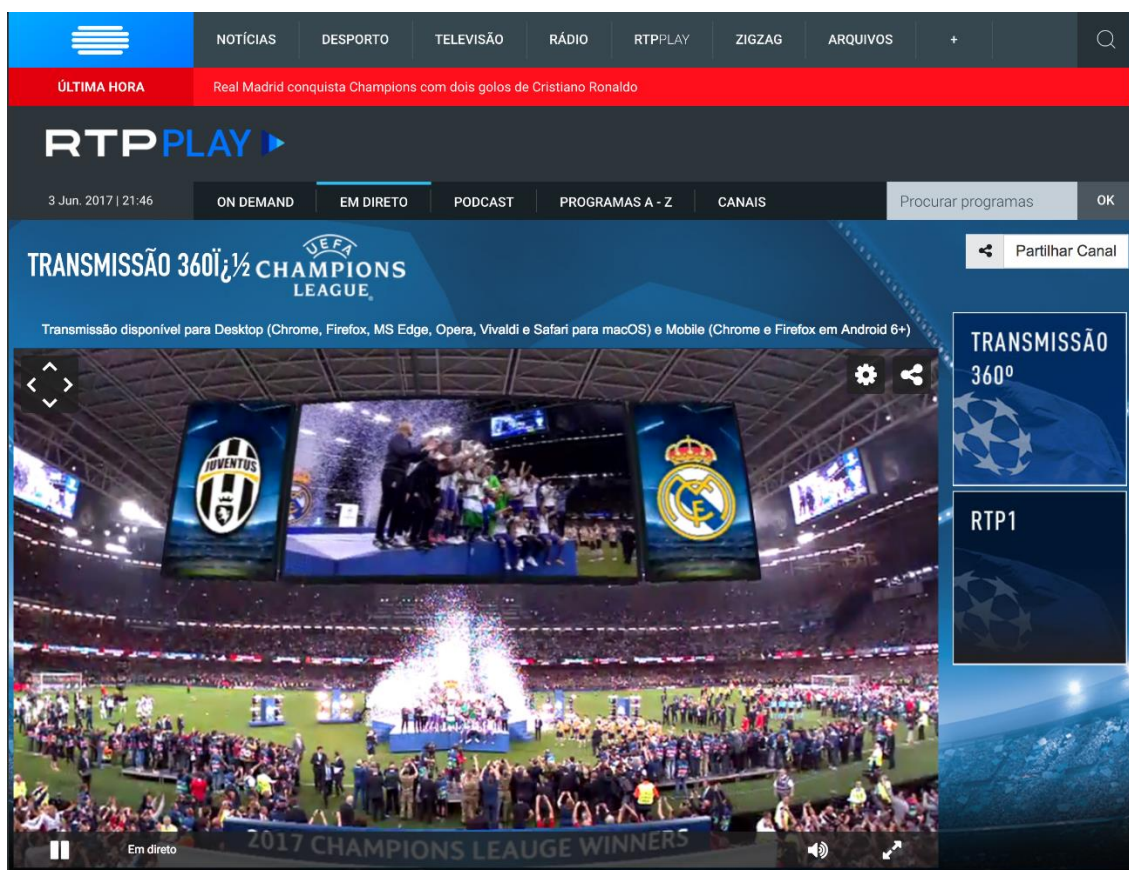 NOTÍCIAS DESPORTO TELEVISÃO RÁDIO RTPPLAY ZIGZAG ARQUIVOS +
ÚLTIMA HORA Real Madrid conquista Champions com dois golos de Cristiano Ronaldo
RTP PLAY
3 Jun. 2017 | 21:46 ON DEMAND EM DIRETO PODCAST PROGRAMAS A - Z CANAIS Procurar programas OK
Partilhar Canal
TRANSMISSÃO 360ï¿½ UEFA CHAMPIONS LEAGUE
Transmissão disponível para Desktop (Chrome, Firefox, MS Edge, Opera, Vivaldi e Safari para macOS) e Mobile (Chrome e Firefox em Android 6+)
TRANSMISSÃO
360º
JUVENTUS
RTP1
2017 CHAMPIONS LEAUGE WINNERS
Em direto